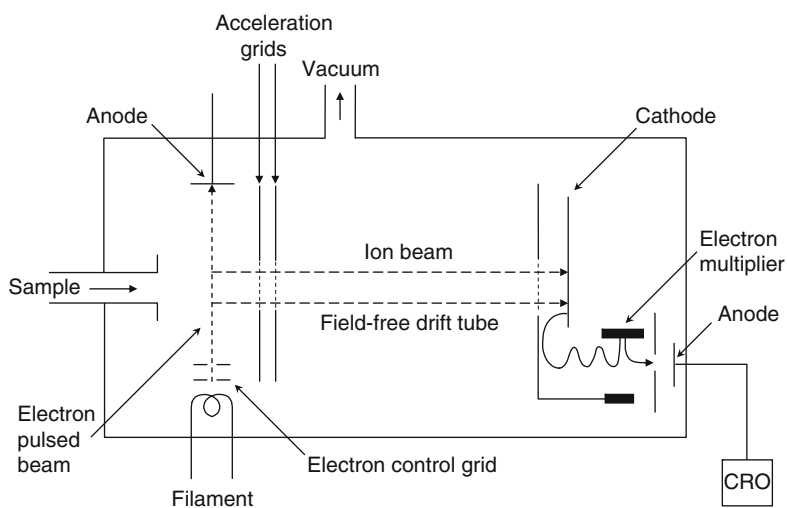 Acceleration
grids
Vacuum
Anode
Cathode
Ion beam
Electron
multiplier
Sample
Field-free drift tube
Anode
Electron
pulsed
beam
Electron control grid
Filament
CRO